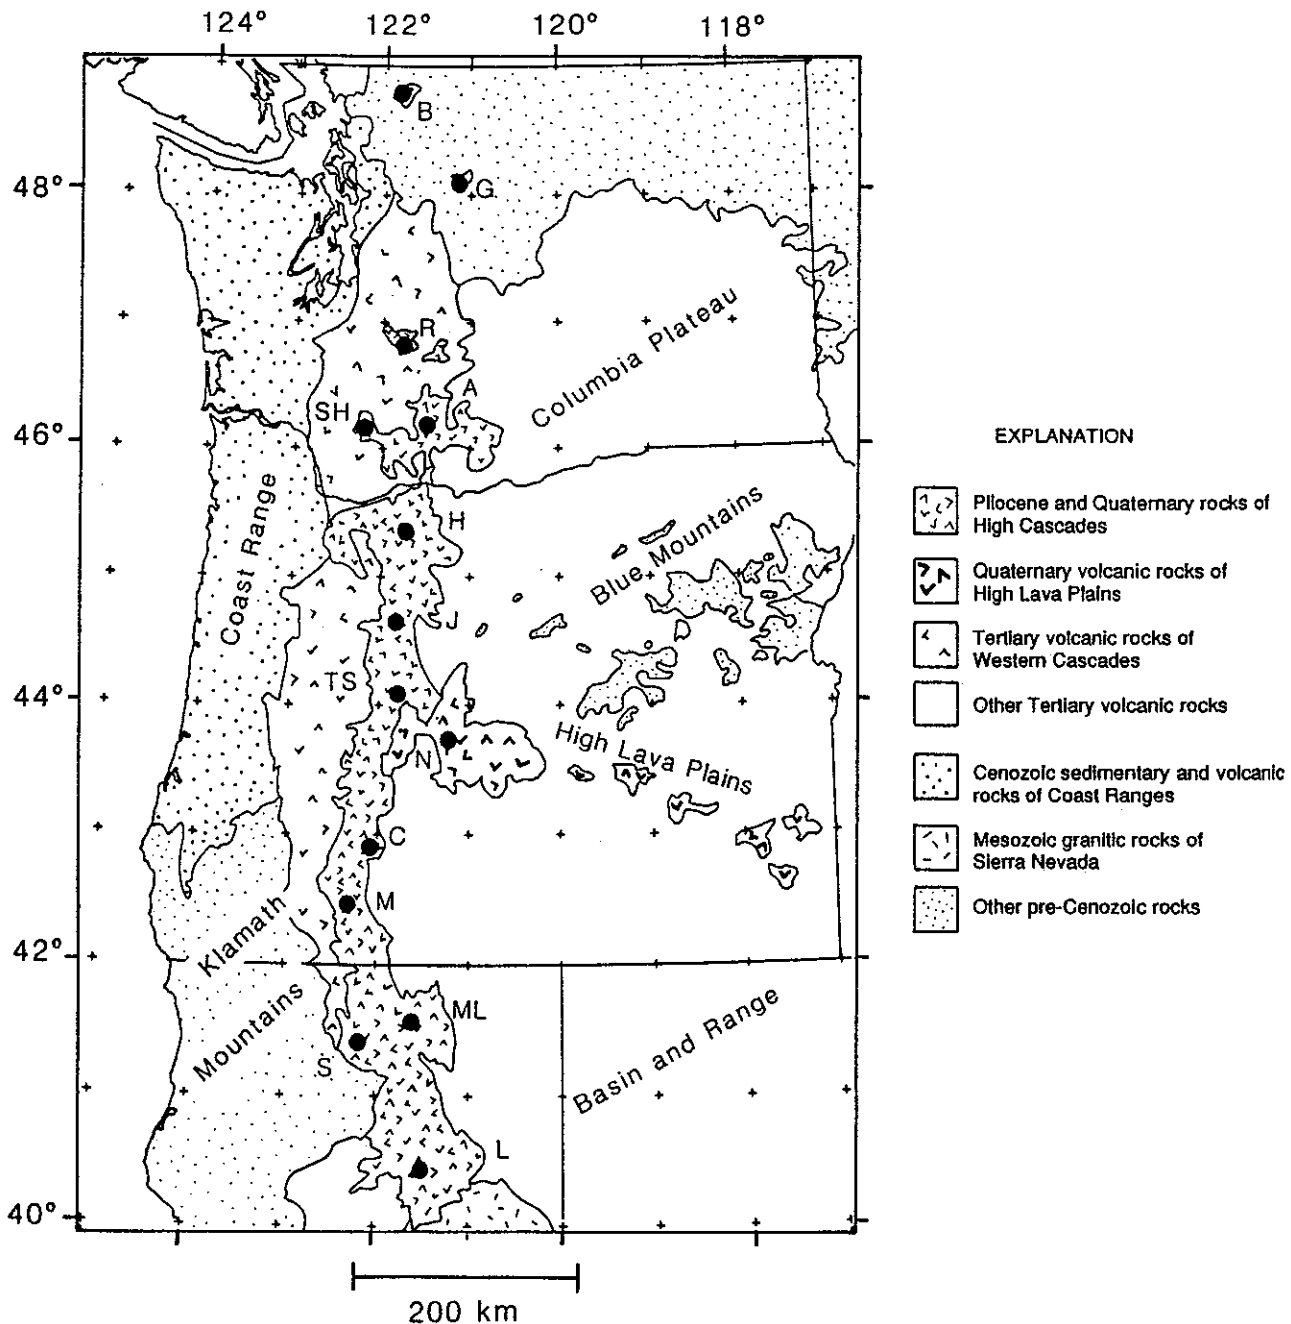 124° 122° 120° 118°
B
G
48°
R
A
SH
46°
Columbia Plateau
H
Coast Range
Blue Mountains
J
TS
44°
N
High Lava Plains
C
M
Klamath
Mountains
42°
ML
S
Basin and Range
L
40°
200 km
EXPLANATION
Pliocene and Quaternary rocks of
High Cascades
Quaternary volcanic rocks of
High Lava Plains
Tertiary volcanic rocks of
Western Cascades
Other Tertiary volcanic rocks
Cenozoic sedimentary and volcanic
rocks of Coast Ranges
Mesozoic granitic rocks of
Sierra Nevada
Other pre-Cenozoic rocks